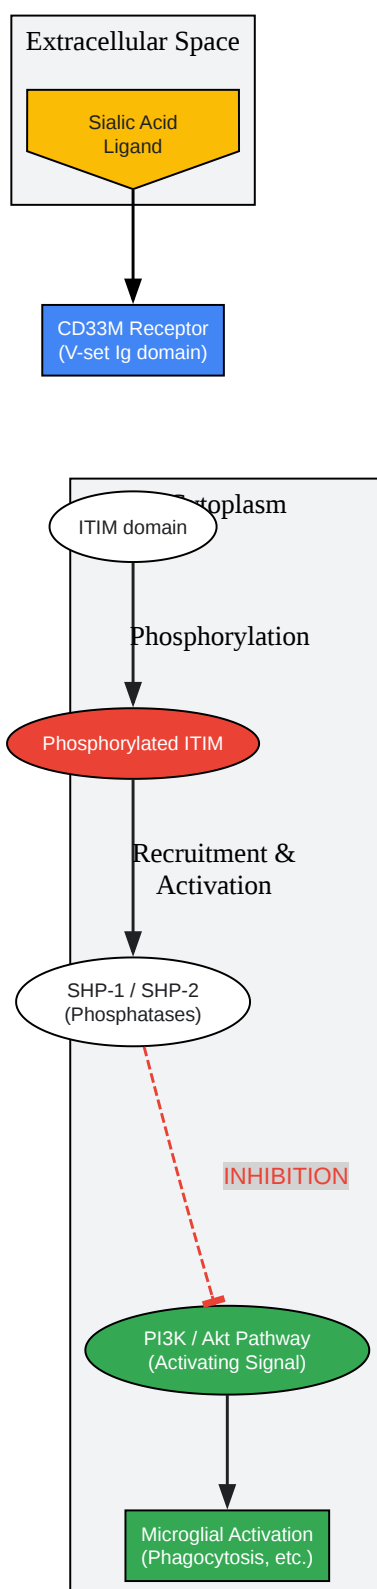 Extracellular Space
Sialic Acid
Ligand
CD33M Receptor
(V-set Ig domain)
Cytoplasm
ITIM domain
Phosphorylation
Phosphorylated ITIM
Recruitment &
Activation
SHP-1 / SHP-2
(Phosphatases)
INHIBITION
PI3K / Akt Pathway
(Activating Signal)
Microglial Activation
(Phagocytosis, etc.)